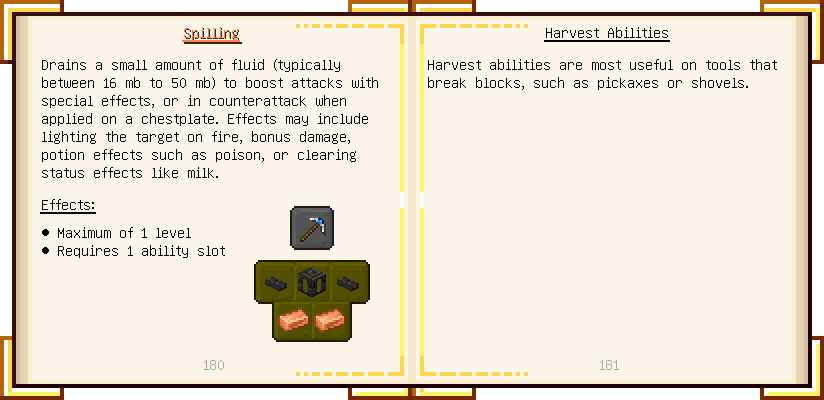 Spilling
Drains a small amount of fluid (typically
between 16 mb to 50 mb) to boost attacks with
special effects, or in counterattack when
applied on a chestplate. Effects may include
lighting the target on fire, bonus damage,
potion effects such as poison, or clearing
status effects like milk.
Effects:
● Maximum of 1 level
● Requires 1 ability slot
180
Harvest Abilities
Harvest abilities are most useful on tools that
break blocks, such as pickaxes or shovels.
181